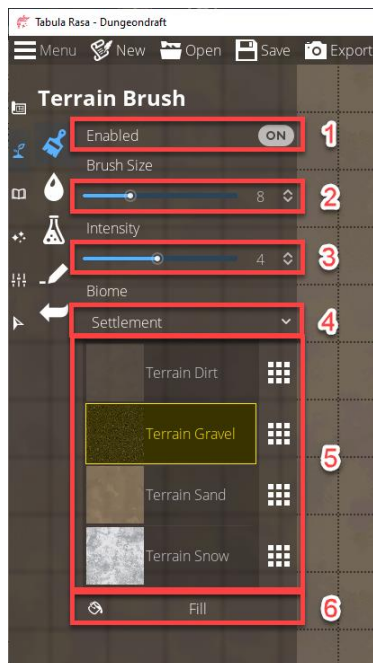 Tabula Rasa - Dungeondraft
Menu New Open Save Export
Terrain Brush
Enabled ON 1
Brush Size
8 2
Intensity
4 3
Biome
Settlement 4
Terrain Dirt
Terrain Gravel
5
Terrain Sand
Terrain Snow
Fill 6